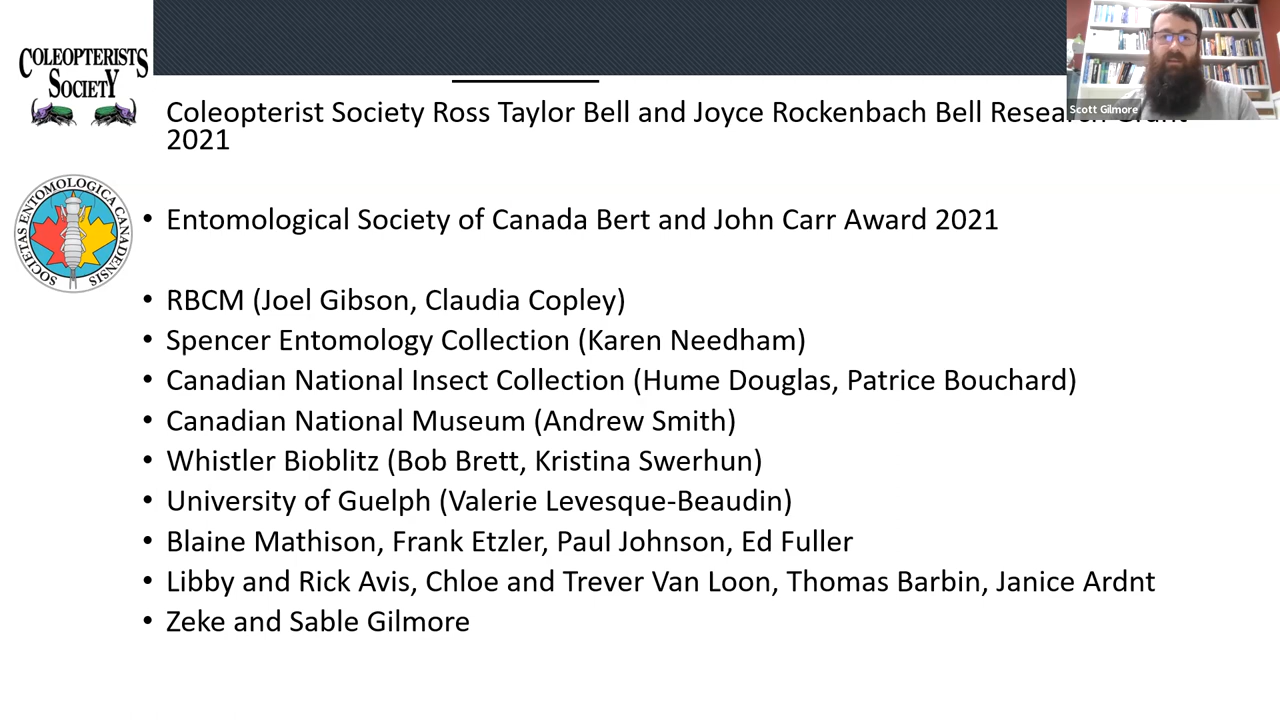 COLEOPTERISTS
SOCIETY
Scott Gilmore
Coleopterist Society Ross Taylor Bell and Joyce Rockenbach Bell Research Grant
2021
SOCIETAS ENTOMOLOGICA CANADENSIS
• Entomological Society of Canada Bert and John Carr Award 2021
• RBCM (Joel Gibson, Claudia Copley)
• Spencer Entomology Collection (Karen Needham)
• Canadian National Insect Collection (Hume Douglas, Patrice Bouchard)
• Canadian National Museum (Andrew Smith)
• Whistler Bioblitz (Bob Brett, Kristina Swerhun)
• University of Guelph (Valerie Levesque-Beaudin)
• Blaine Mathison, Frank Etzler, Paul Johnson, Ed Fuller
• Libby and Rick Avis, Chloe and Trever Van Loon, Thomas Barbin, Janice Ardnt
• Zeke and Sable Gilmore